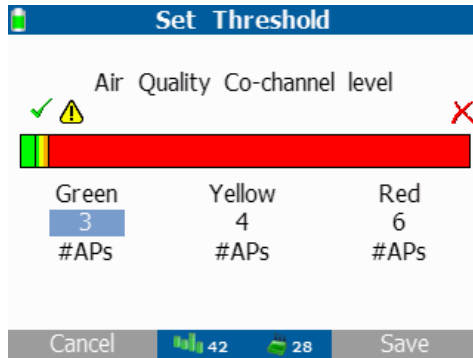 Set Threshold
Air Quality Co-channel level
Green Yellow Red
3 4 6
#APs #APs #APs
Cancel 42 28 Save